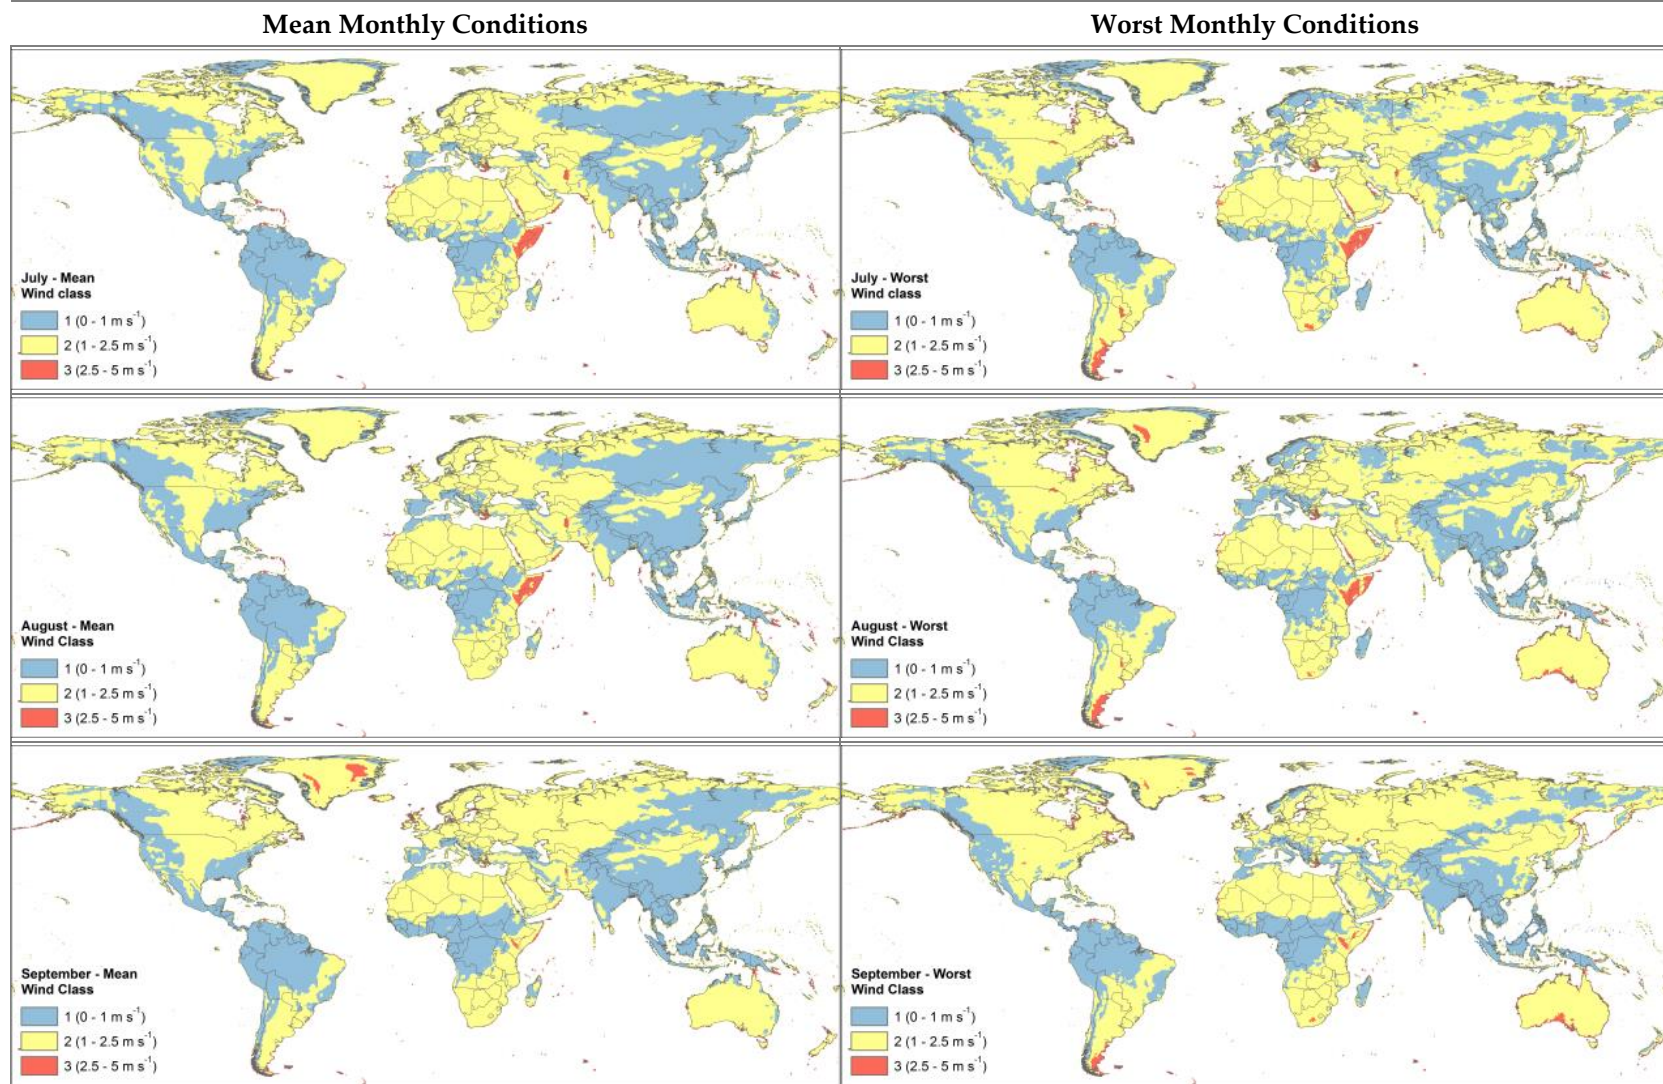 Mean Monthly Conditions
Worst Monthly Conditions
July - Mean
Wind class
1 (0 - 1 m s⁻¹)
2 (1 - 2.5 m s⁻¹)
3 (2.5 - 5 m s⁻¹)
July - Worst
Wind class
1 (0 - 1 m s⁻¹)
2 (1 - 2.5 m s⁻¹)
3 (2.5 - 5 m s⁻¹)
August - Mean
Wind Class
1 (0 - 1 m s⁻¹)
2 (1 - 2.5 m s⁻¹)
3 (2.5 - 5 m s⁻¹)
August - Worst
Wind Class
1 (0 - 1 m s⁻¹)
2 (1 - 2.5 m s⁻¹)
3 (2.5 - 5 m s⁻¹)
September - Mean
Wind Class
1 (0 - 1 m s⁻¹)
2 (1 - 2.5 m s⁻¹)
3 (2.5 - 5 m s⁻¹)
September - Worst
Wind Class
1 (0 - 1 m s⁻¹)
2 (1 - 2.5 m s⁻¹)
3 (2.5 - 5 m s⁻¹)